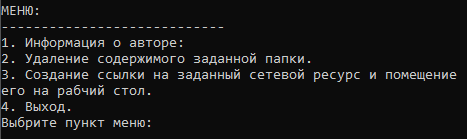 МЕНЮ:
----------------------------
1. Информация о авторе:
2. Удаление содержимого заданной папки.
3. Создание ссылки на заданный сетевой ресурс и помещение
его на рабчий стол.
4. Выход.
Выбрите пункт меню: